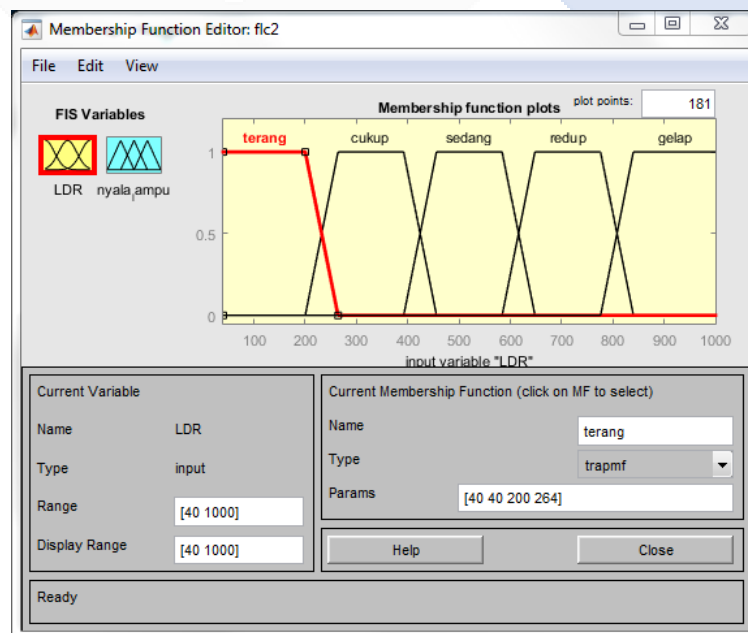 Membership Function Editor: flc2
File Edit View
FIS Variables
LDR
nyala_lampu
Membership function plots
plot points:
181
terang cukup sedang redup gelap
1
0.5
0
100 200 300 400 500 600 700 800 900 1000
input variable "LDR"
Current Variable
Name LDR
Type input
Range [40 1000]
Display Range [40 1000]
Current Membership Function (click on MF to select)
Name terang
Type trapmf
Params [40 40 200 264]
Help Close
Ready